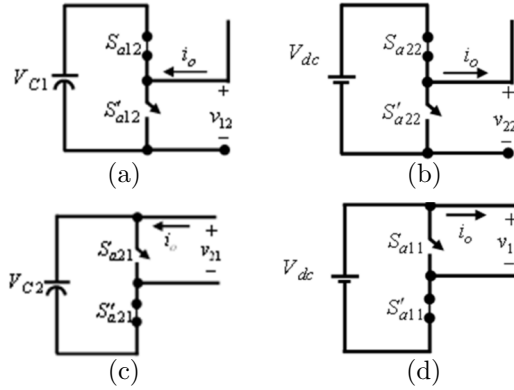 S_{a12}
i_o
V_{C1}
+
S'_{a12}
v_{12}
−
(a)
S_{a22}
i_o
V_{dc}
+
S'_{a22}
v_{22}
−
(b)
+
S_{a21}
i_o
v_{21}
−
V_{C2}
S'_{a21}
(c)
+
S_{a11}
i_o
v_1
−
V_{dc}
S'_{a11}
(d)